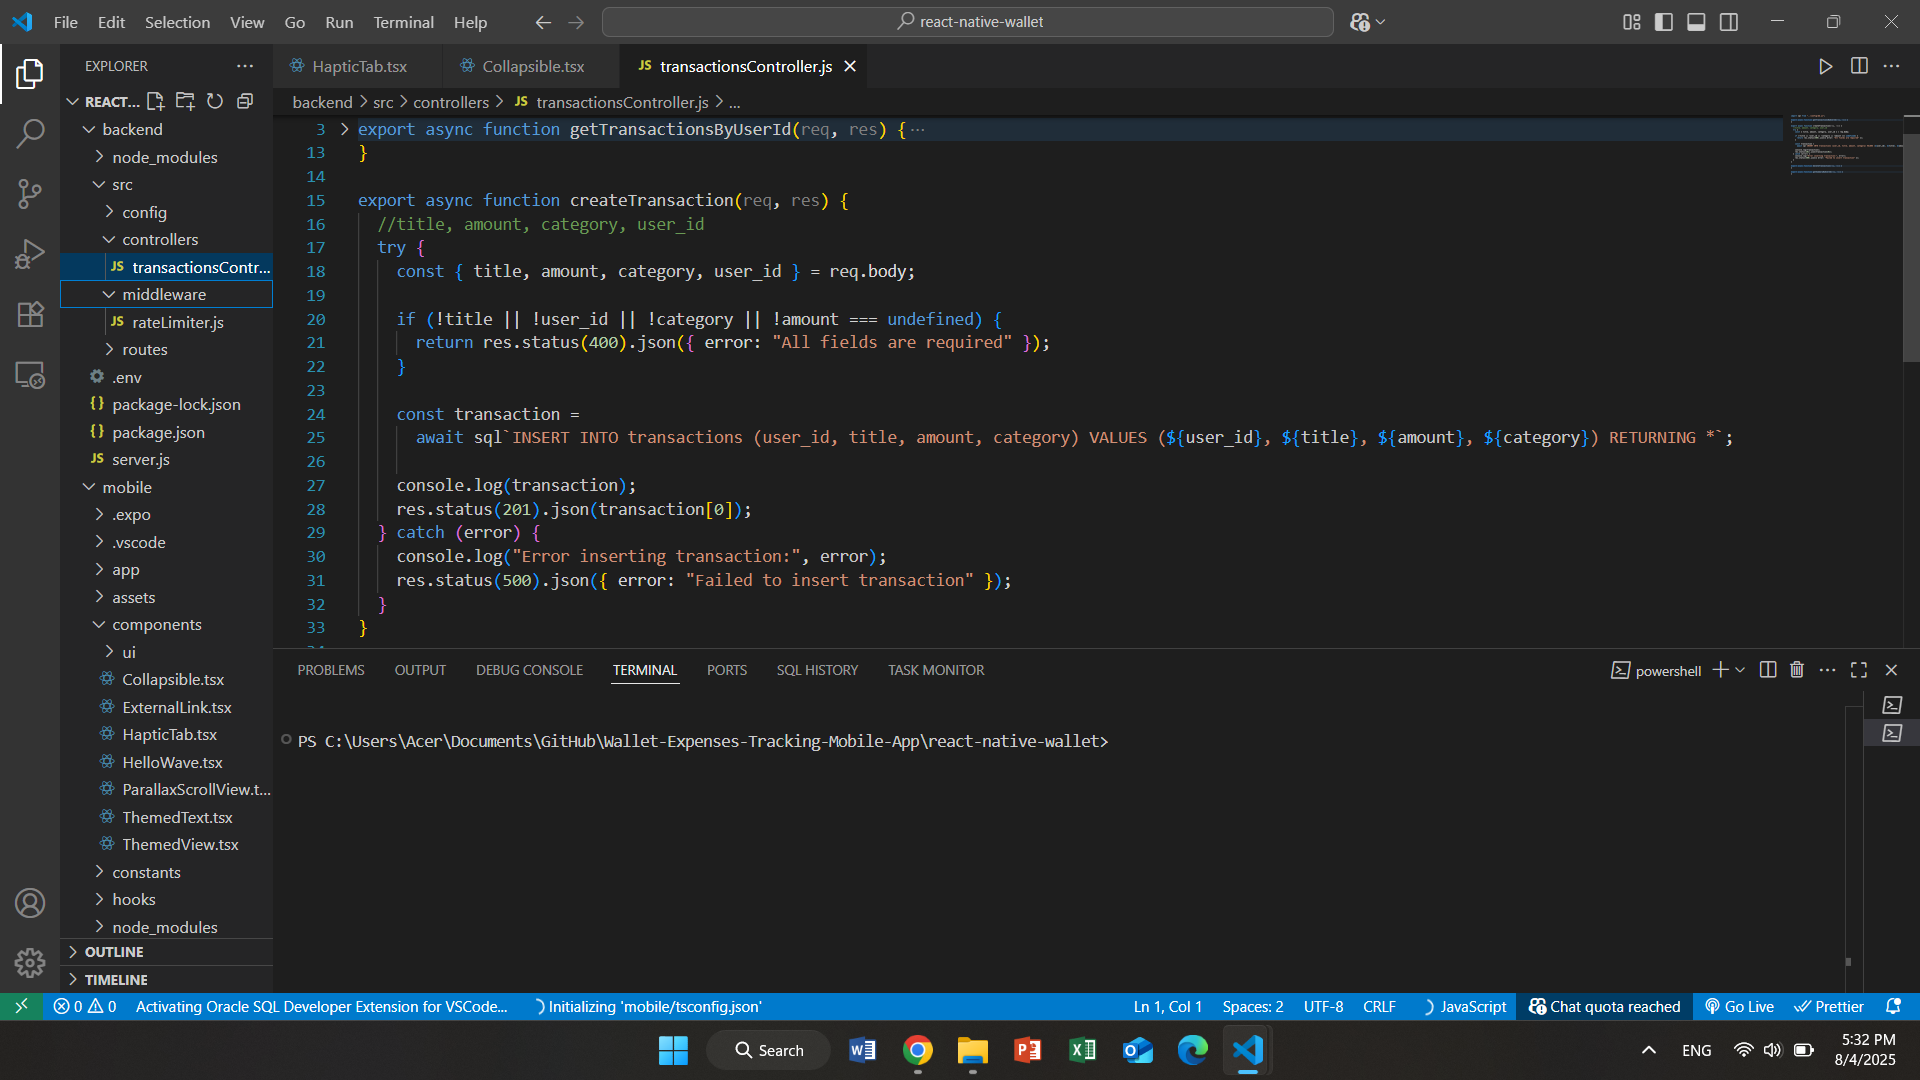 File Edit Selection View Go Run Terminal Help
react-native-wallet
EXPLORER
REACT...
backend
node_modules
src
config
controllers
JS transactionsContr...
middleware
JS rateLimiter.js
routes
.env
{} package-lock.json
{} package.json
JS server.js
mobile
.expo
.vscode
app
assets
components
ui
Collapsible.tsx
ExternalLink.tsx
HapticTab.tsx
HelloWave.tsx
ParallaxScrollView.t...
ThemedText.tsx
ThemedView.tsx
constants
hooks
node_modules
OUTLINE
TIMELINE
HapticTab.tsx Collapsible.tsx JS transactionsController.js
backend > src > controllers > JS transactionsController.js > ...
3 export async function getTransactionsByUserId(req, res) { ...
13 }
14
15 export async function createTransaction(req, res) {
16 //title, amount, category, user_id
17 try {
18 const { title, amount, category, user_id } = req.body;
19
20 if (!title || !user_id || !category || !amount === undefined) {
21 return res.status(400).json({ error: "All fields are required" });
22 }
23
24 const transaction =
25 await sql`INSERT INTO transactions (user_id, title, amount, category) VALUES (${user_id}, ${title}, ${amount}, ${category}) RETURNING *`;
26
27 console.log(transaction);
28 res.status(201).json(transaction[0]);
29 } catch (error) {
30 console.log("Error inserting transaction:", error);
31 res.status(500).json({ error: "Failed to insert transaction" });
32 }
33 }
PROBLEMS OUTPUT DEBUG CONSOLE TERMINAL PORTS SQL HISTORY TASK MONITOR
powershell
PS C:\Users\Acer\Documents\GitHub\Wallet-Expenses-Tracking-Mobile-App\react-native-wallet>
0 0 Activating Oracle SQL Developer Extension for VSCode... Initializing 'mobile/tsconfig.json'
Ln 1, Col 1 Spaces: 2 UTF-8 CRLF JavaScript Chat quota reached Go Live Prettier
Search
ENG
5:32 PM
8/4/2025